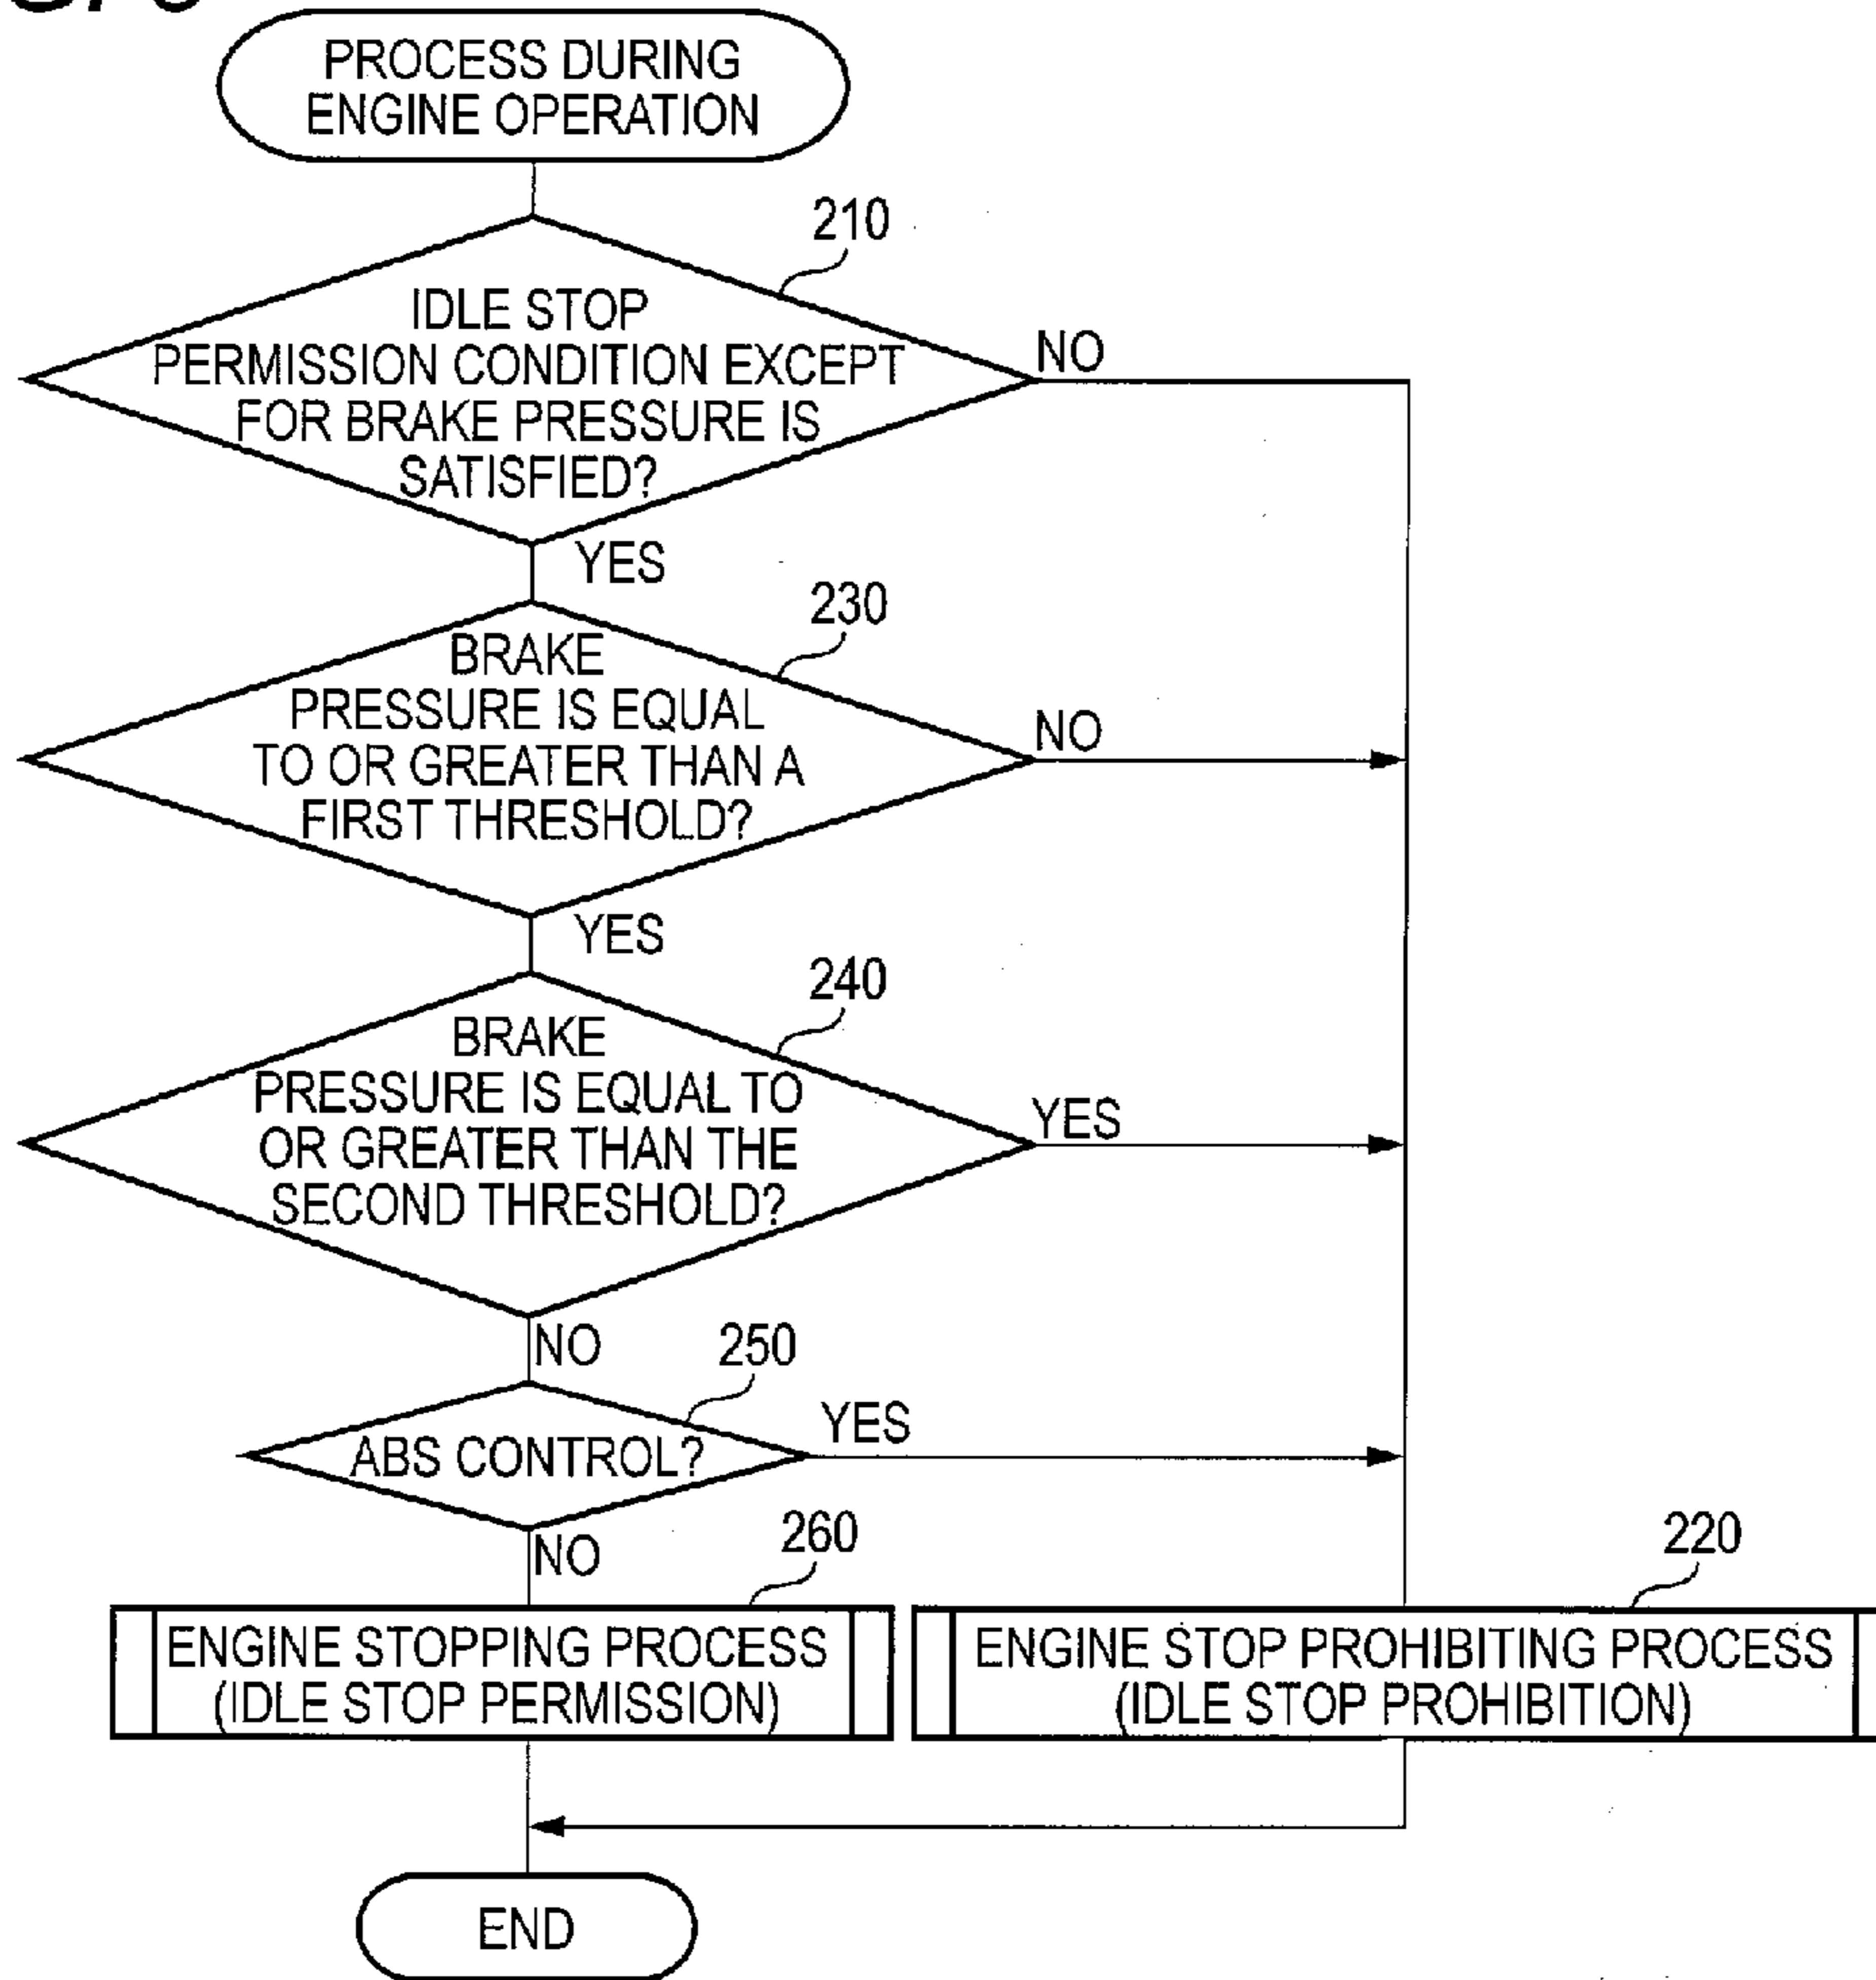 PROCESS DURING
ENGINE OPERATION
210
IDLE STOP
PERMISSION CONDITION EXCEPT
FOR BRAKE PRESSURE IS
SATISFIED?
NO
YES
230
BRAKE
PRESSURE IS EQUAL
TO OR GREATER THAN A
FIRST THRESHOLD?
NO
YES
240
BRAKE
PRESSURE IS EQUAL TO
OR GREATER THAN THE
SECOND THRESHOLD?
YES
NO
250
ABS CONTROL?
YES
NO
260
ENGINE STOPPING PROCESS
(IDLE STOP PERMISSION)
220
ENGINE STOP PROHIBITING PROCESS
(IDLE STOP PROHIBITION)
END